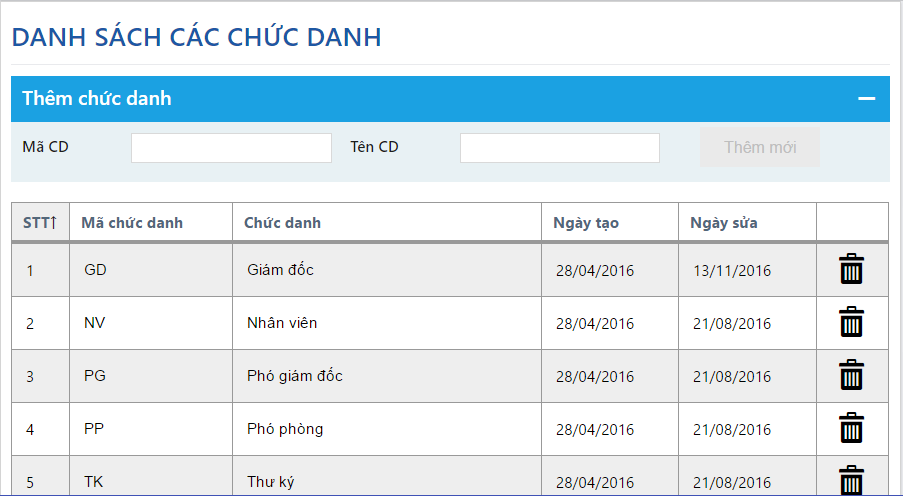 DANH SÁCH CÁC CHỨC DANH
Thêm chức danh
Mã CD Tên CD Thêm mới
STT↑ Mã chức danh Chức danh Ngày tạo Ngày sửa
1 GD Giám đốc 28/04/2016 13/11/2016
2 NV Nhân viên 28/04/2016 21/08/2016
3 PG Phó giám đốc 28/04/2016 21/08/2016
4 PP Phó phòng 28/04/2016 21/08/2016
5 TK Thư ký 28/04/2016 21/08/2016